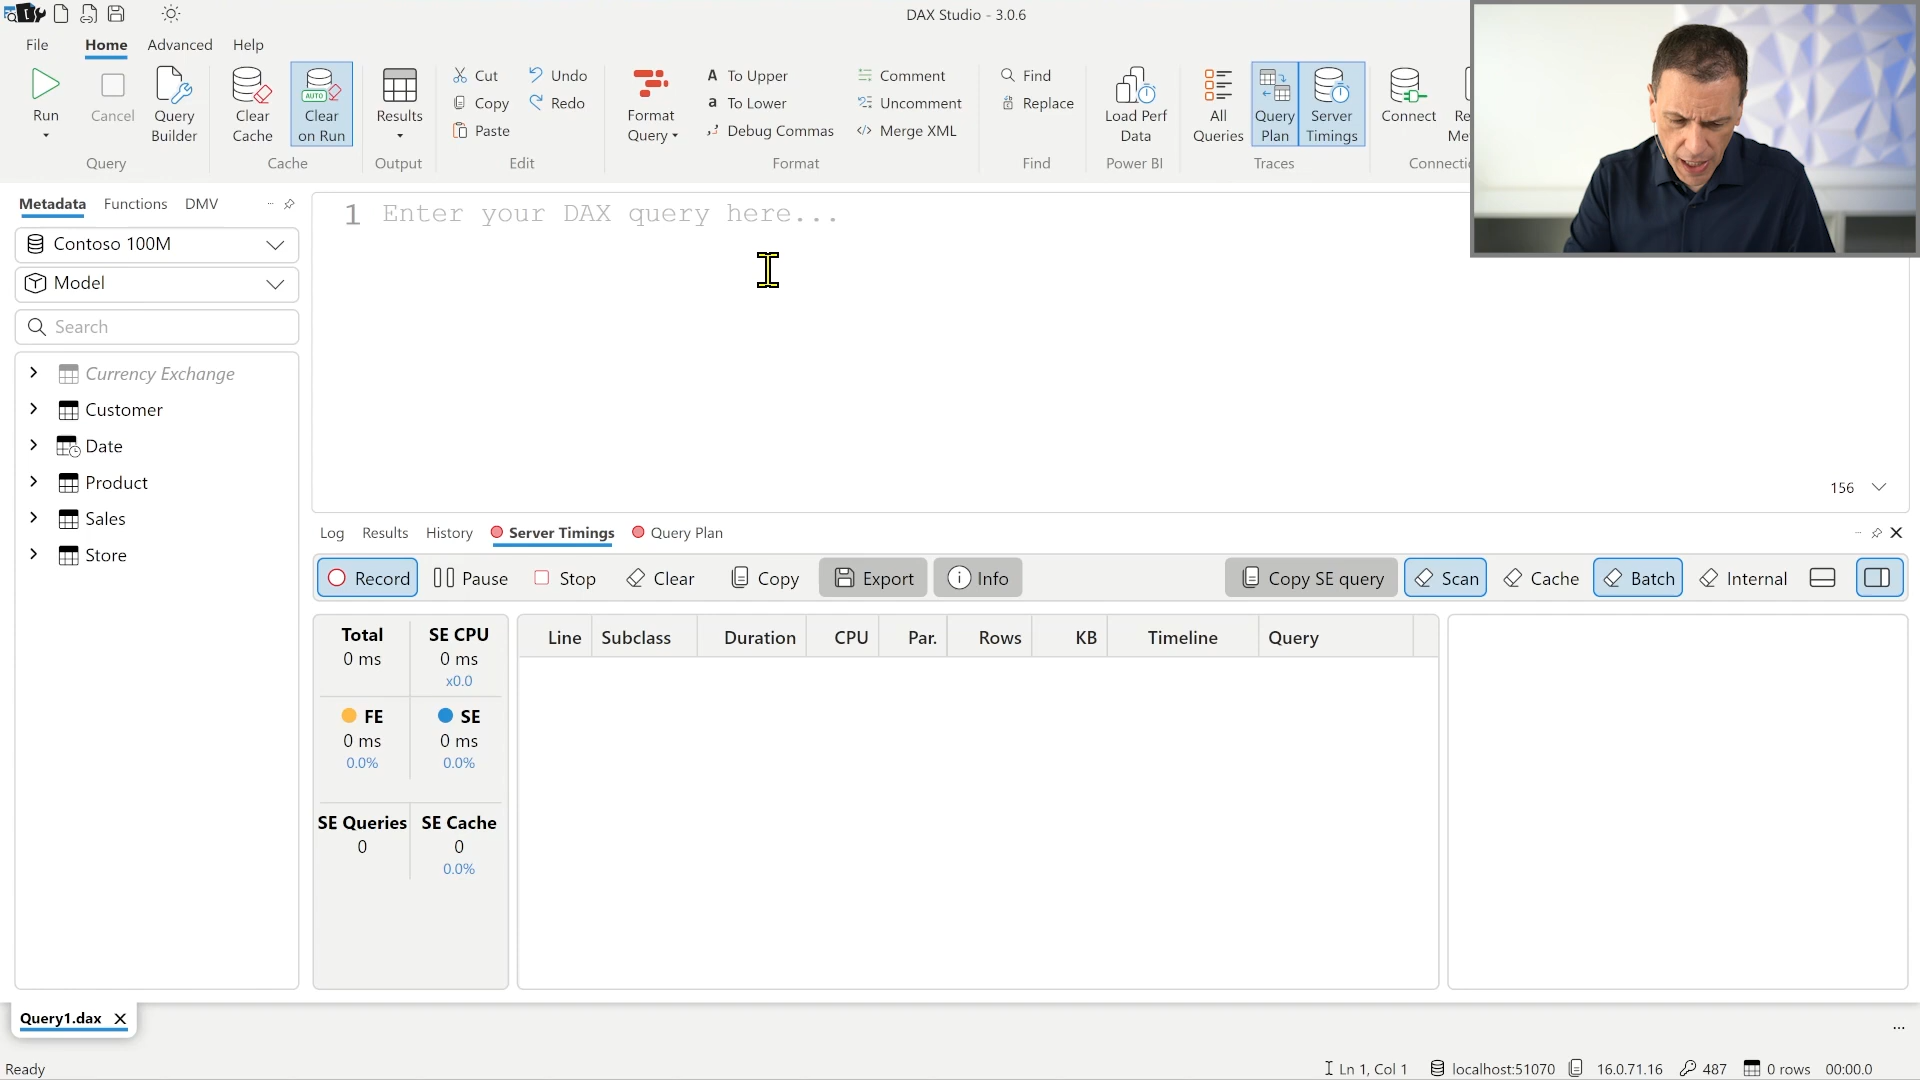 DAX Studio - 3.0.6
File Home Advanced Help
Run Cancel Query Builder Clear Cache AUTO Clear on Run Results
Cut Undo
Copy Redo
Paste
Format Query
A To Upper Comment
a To Lower Uncomment
Debug Commas Merge XML
Find
Replace
Load Perf Data All Queries Query Plan Server Timings Connect
Query Cache Output Edit Format Find Power BI Traces
Metadata Functions DMV
Contoso 100M
Model
Search
Currency Exchange
Customer
Date
Product
Sales
Store
1 Enter your DAX query here...
156
Log Results History Server Timings Query Plan
Record Pause Stop Clear Copy Export Info Copy SE query Scan Cache Batch Internal
Total SE CPU
0 ms 0 ms
x0.0
FE SE
0 ms 0 ms
0.0% 0.0%
SE Queries SE Cache
0 0
0.0%
Line Subclass Duration CPU Par. Rows KB Timeline Query
Query1.dax
Ready Ln 1, Col 1 localhost:51070 16.0.71.16 487 0 rows 00:00.0